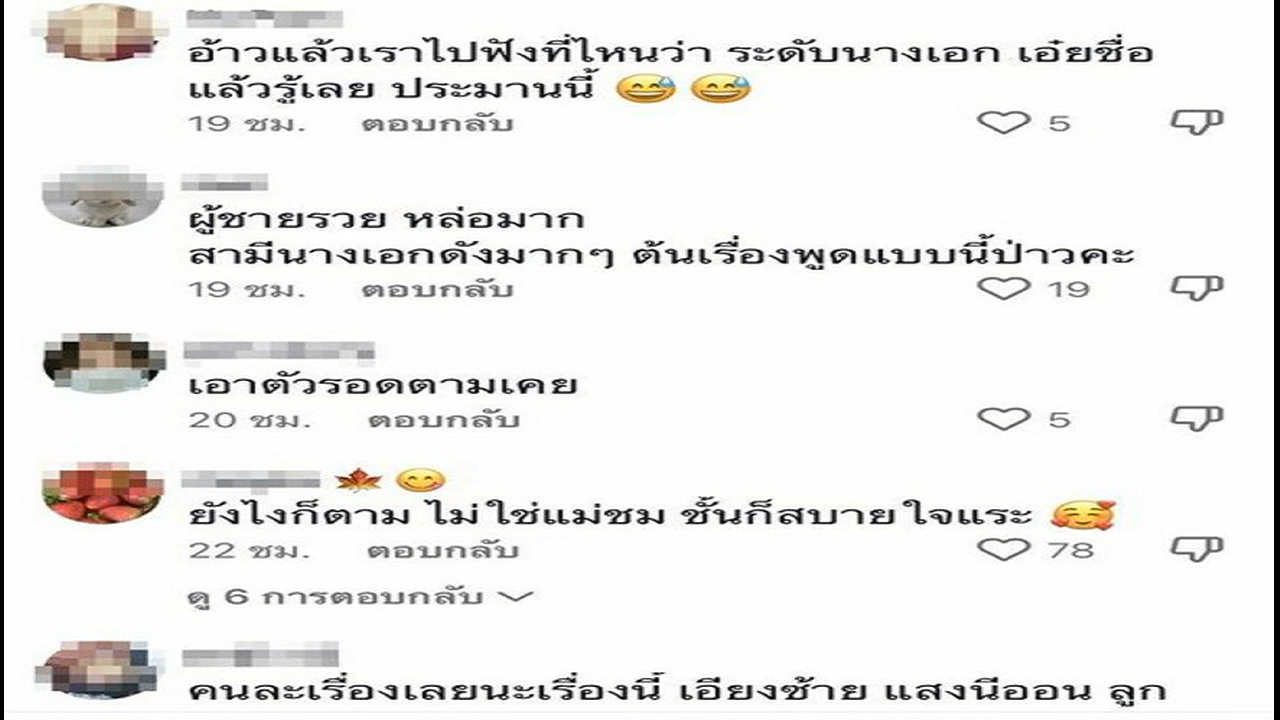 อ้าวแล้วเราไปฟังที่ไหนว่า ระดับนางเอก เอ๋ยชื่อ
แล้วรู้เลย ประมานนี้ 😅 😅
19 ชม. ตอบกลับ 5
ผู้ชายรวย หล่อมาก
สามีนางเอกดังมากๆ ต้นเรื่องพูดแบบนี้ป่าวคะ
19 ชม. ตอบกลับ 19
เอาตัวรอดตามเคย
20 ชม. ตอบกลับ 5
🍁 😋
ยังไงก็ตาม ไม่ใช่แม่ชม ชั้นก็สบายใจแระ 🥰
22 ชม. ตอบกลับ 78
ดู 6 การตอบกลับ
คนละเรื่องเลยนะเรื่องนี้ เอียงซ้าย แสงนีออน ลูก